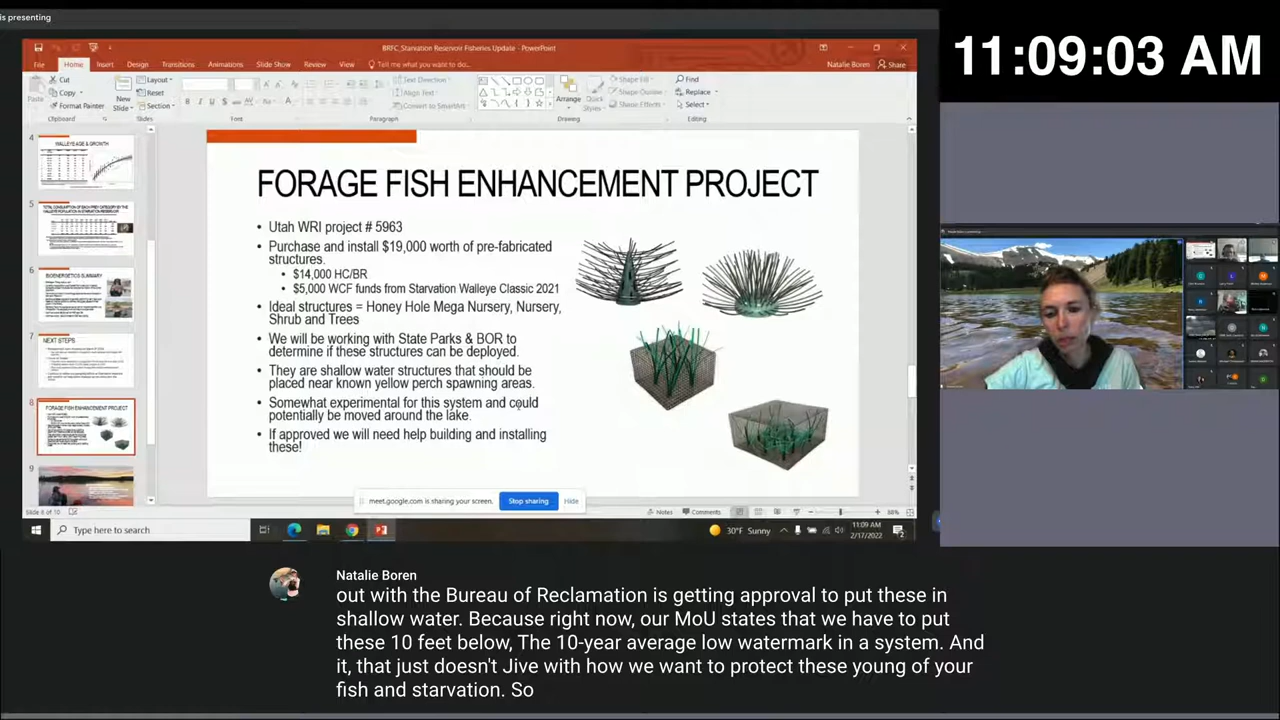 is presenting
BRFC_Starvation Reservoir Fisheries Update - PowerPoint
File Home Insert Design Transitions Animations Slide Show Review View Tell me what you want to do... Natalie Boren Share
Paste
Cut
Copy
Format Painter
Clipboard
New
Slide
Layout
Reset
Section
Slides
Font
Text Direction
Align Text
Convert to SmartArt
Paragraph
Arrange
Quick
Styles
Shape Fill
Shape Outline
Shape Effects
Drawing
Find
Replace
Select
Editing
11:09:03 AM
4
WALLEYE AGE & GROWTH
5
6
BIOENERGETICS SUMMARY
7
NEXT STEPS
8
FORAGE FISH ENHANCEMENT PROJECT
9
FORAGE FISH ENHANCEMENT PROJECT
• Utah WRI project # 5963
• Purchase and install $19,000 worth of pre-fabricated
structures.
• $14,000 HC/BR
• $5,000 WCF funds from Starvation Walleye Classic 2021
• Ideal structures = Honey Hole Mega Nursery, Nursery,
Shrub and Trees
• We will be working with State Parks & BOR to
determine if these structures can be deployed.
• They are shallow water structures that should be
placed near known yellow perch spawning areas.
• Somewhat experimental for this system and could
potentially be moved around the lake.
• If approved we will need help building and installing
these!
meet.google.com is sharing your screen. Stop sharing Hide
Slide 8 of 10
Notes Comments 88%
Type here to search
30°F Sunny
11:09 AM
2/17/2022
2
Natalie Boren
out with the Bureau of Reclamation is getting approval to put these in
shallow water. Because right now, our MoU states that we have to put
these 10 feet below, The 10-year average low watermark in a system. And
it, that just doesn't Jive with how we want to protect these young of your
fish and starvation. So